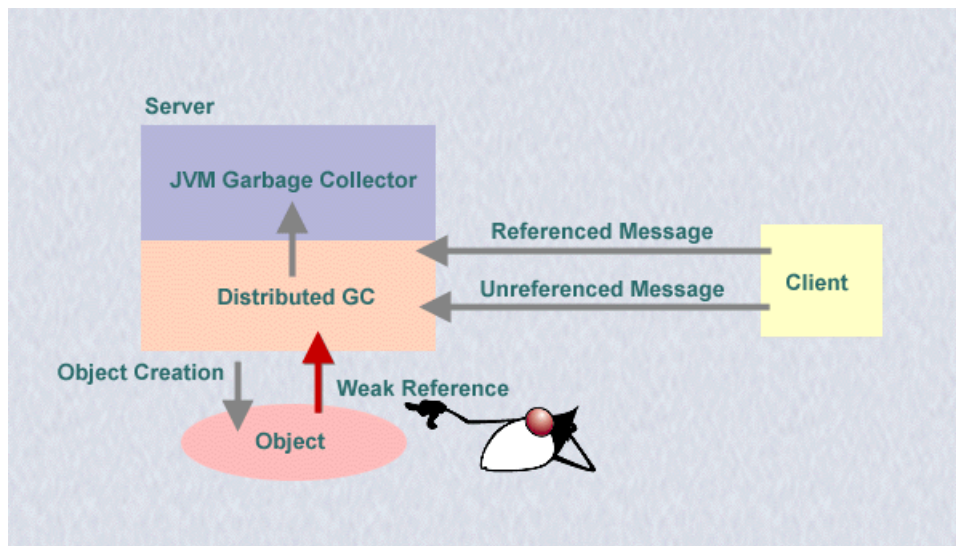 Server
JVM Garbage Collector
Referenced Message
Client
Distributed GC
Unreferenced Message
Object Creation
Weak Reference
Object